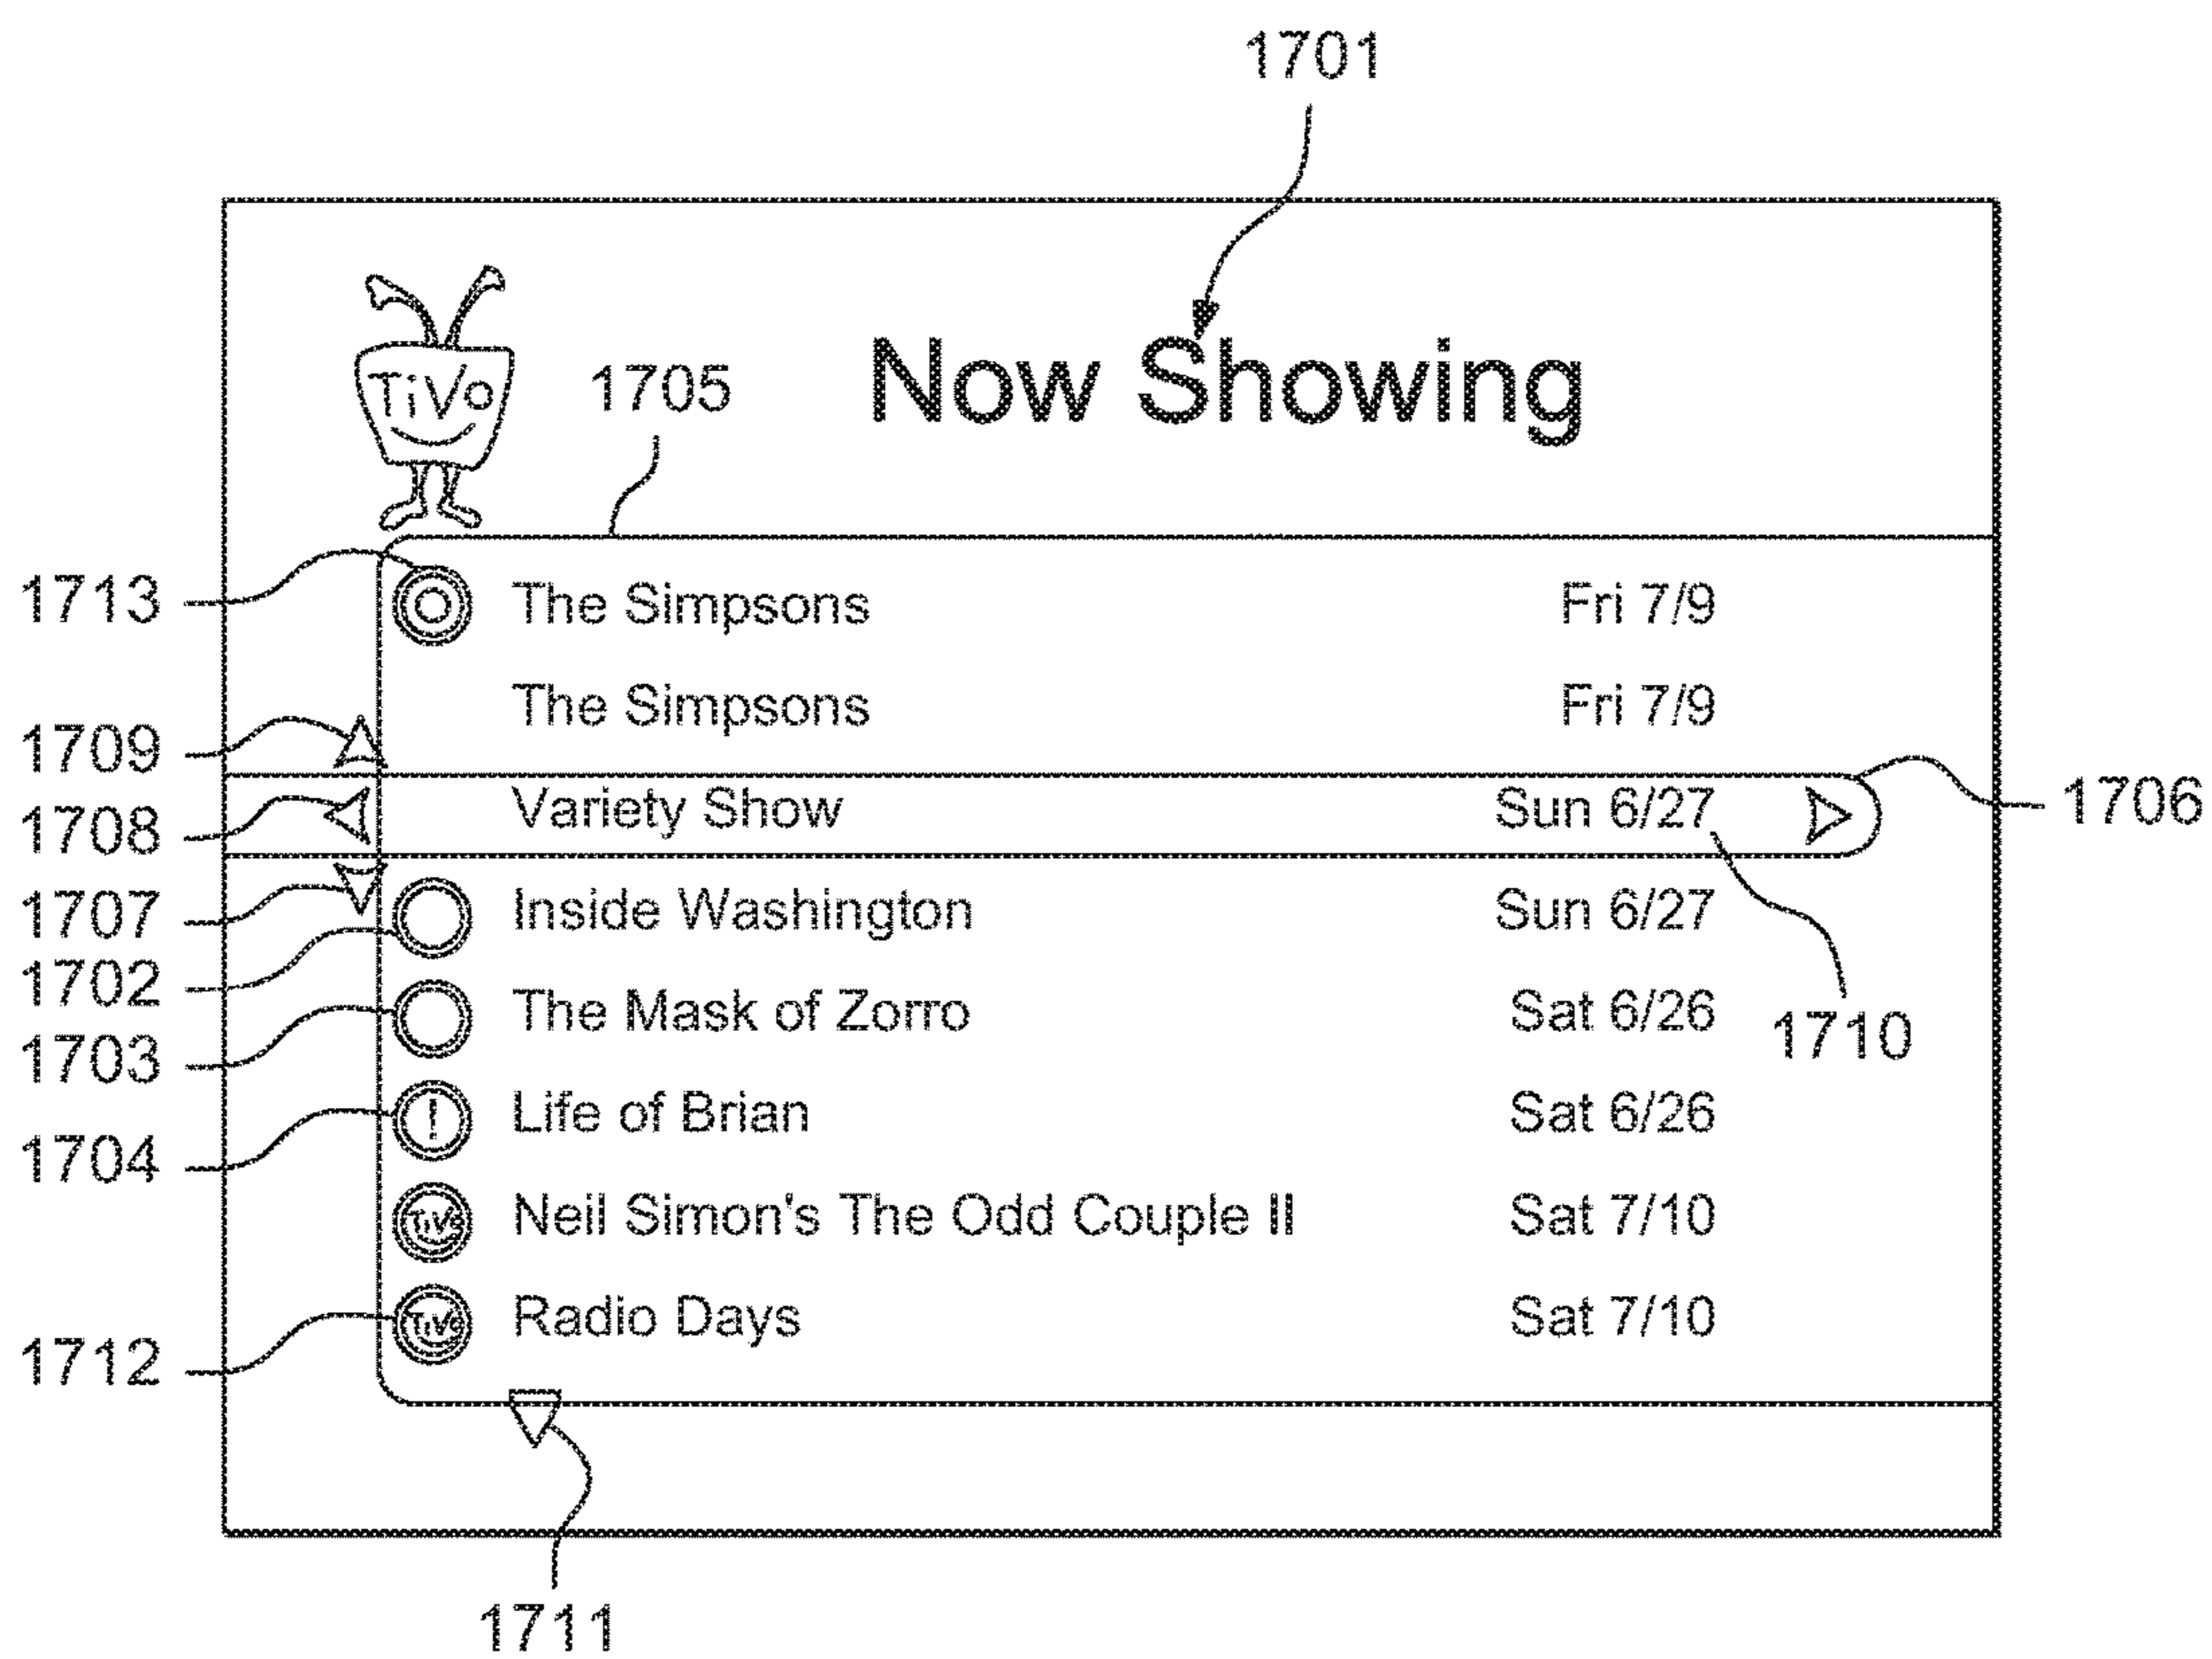 1701
TiVo
1705
Now Showing
1713
The Simpsons Fri 7/9
The Simpsons Fri 7/9
1709
1708
Variety Show Sun 6/27
1706
1707
Inside Washington Sun 6/27
1702
The Mask of Zorro Sat 6/26
1710
1703
! Life of Brian Sat 6/26
1704
TiVo Neil Simon's The Odd Couple II Sat 7/10
TiVo Radio Days Sat 7/10
1712
1711